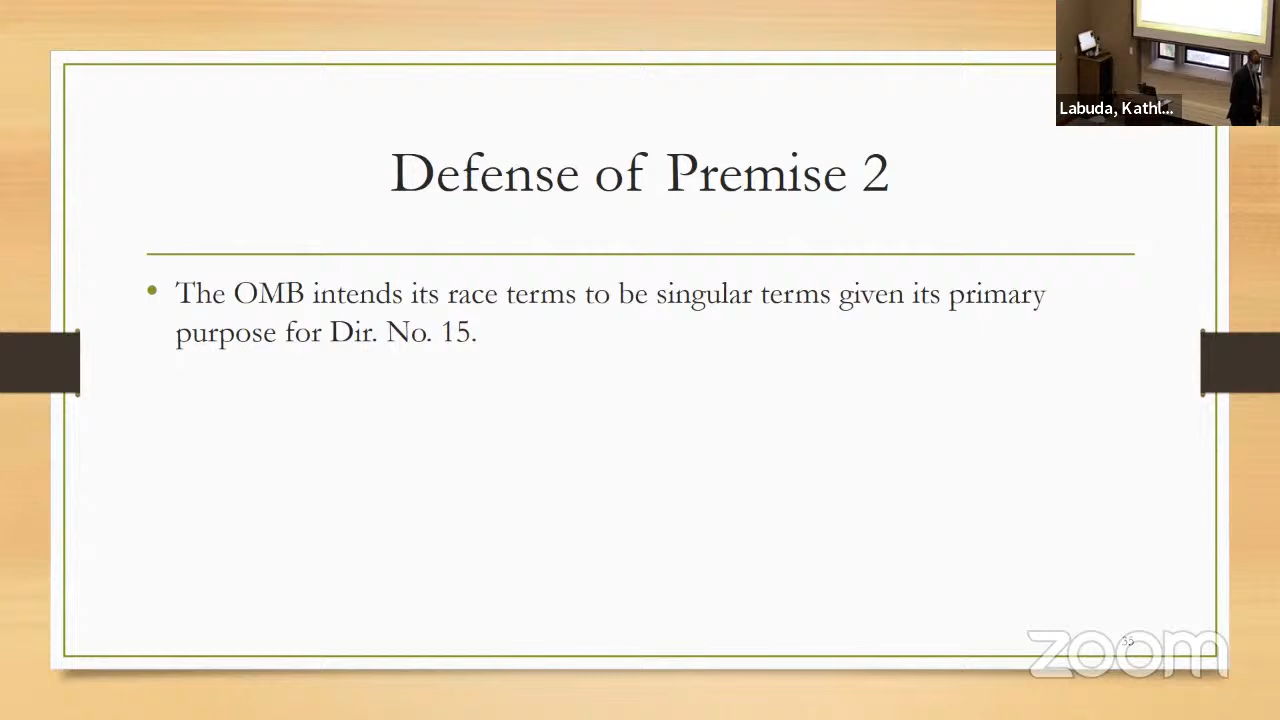 Labuda, Kathl...
Defense of Premise 2
• The OMB intends its race terms to be singular terms given its primary
purpose for Dir. No. 15.
35
zoom